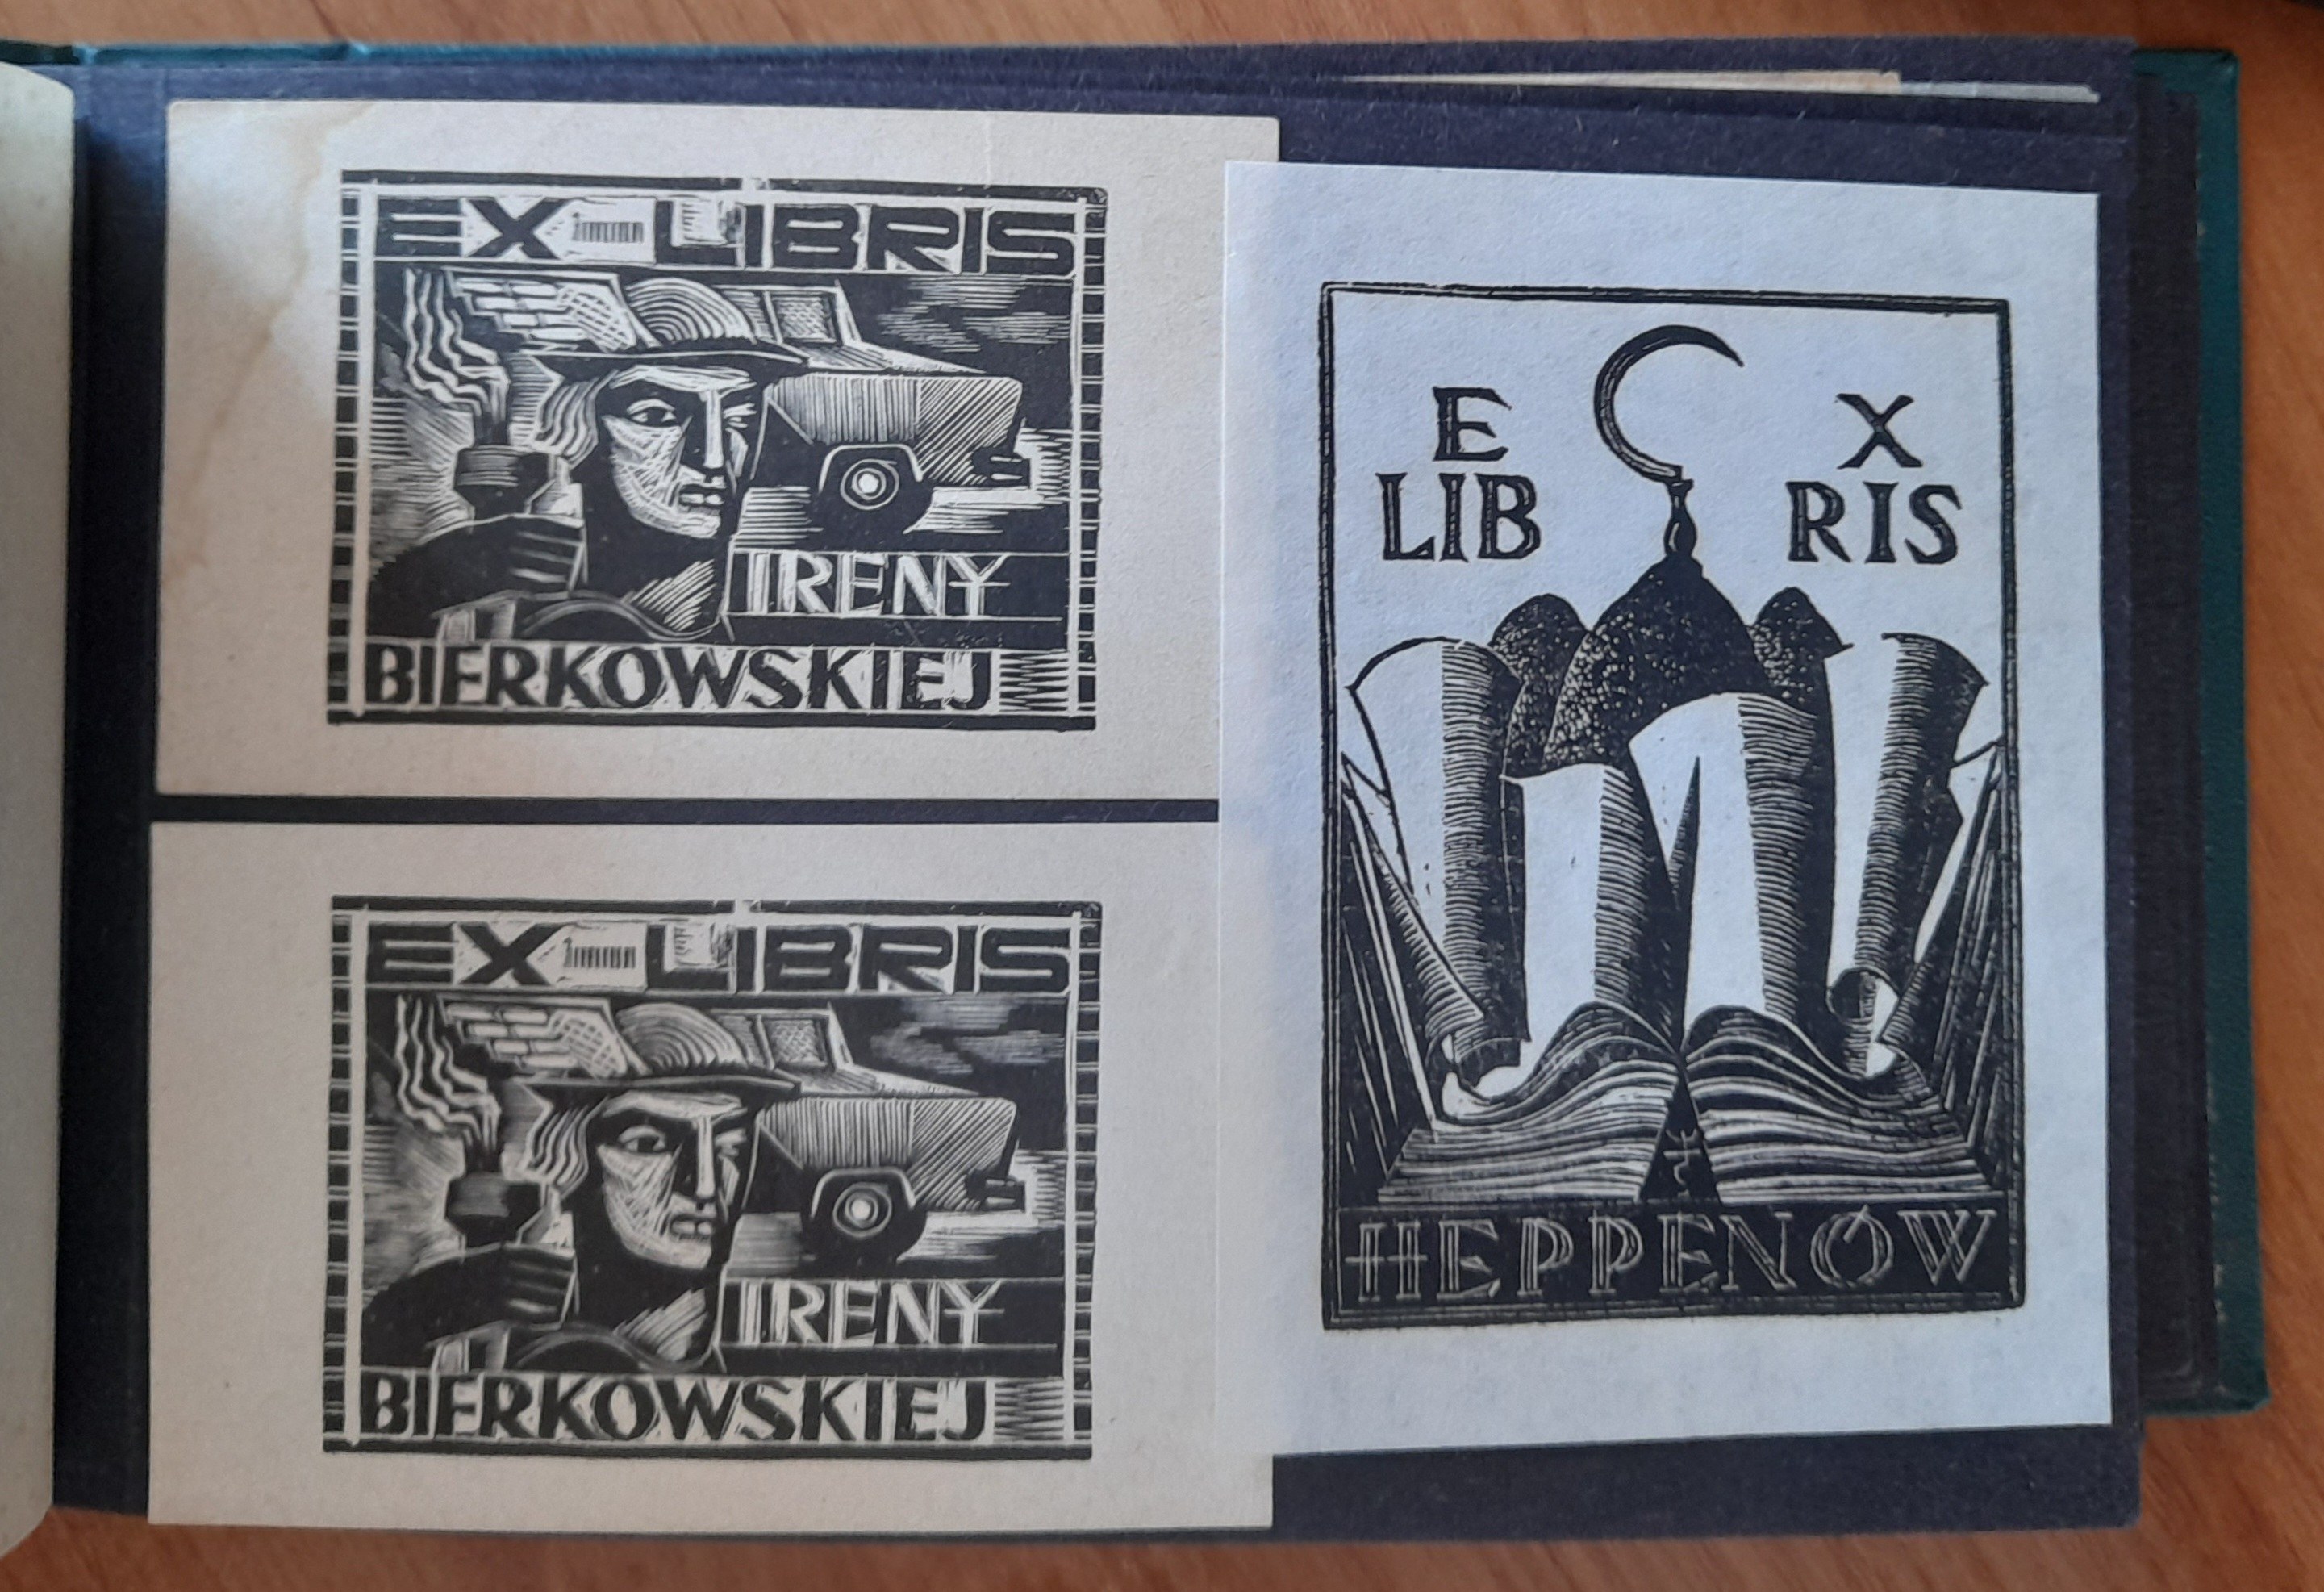 EX LIBRIS
IRENY
BIERKOWSKIEJ
EX LIBRIS
IRENY
BIERKOWSKIEJ
E X
LIB RIS
HEPPENÓW